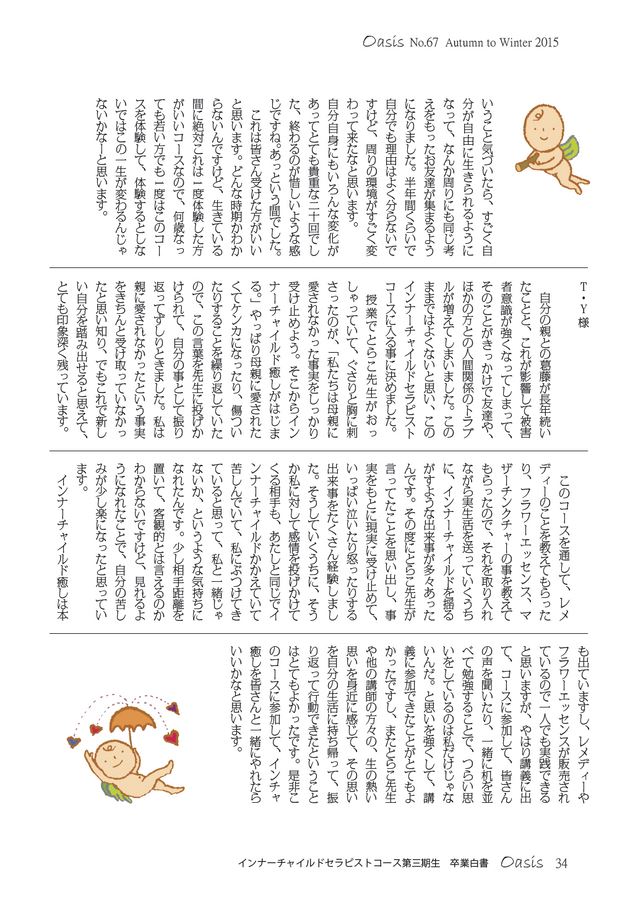 Oasis No.67 Autumn to Winter 2015
いうこと気づいたら、すごく自
分が自由に生きられるように
なって、なんか周りにも同じ考
えをもったお友達が集まるよう
になりました。半年間くらいで
自分でも理由はよく分らないで
すけど、周りの環境がすごく変
わって来たなと思います。
自分自身にもいろんな変化が
あってとても貴重な二十回でし
た、終わるのが惜しいような感
じですね。あっという間でした。
これは皆さん受けた方がいい
と思います。どんな時期かわか
らないんですけど、生きている
間に絶対これは一度体験した方
がいいコースなので、何歳なっ
ても若い方でも一度はこのコー
スを体験して、体験するとしな
いではこの一生が変わるんじゃ
ないかなーと思います。
T・Y様
自分の親との葛藤が長年続い
たことと、これが影響して被害
者意識が強くなってしまって、
そのことがきっかけで友達や、
ほかの方との人間関係のトラブ
ルが増えてしまいました。この
ままではよくないと思い、この
インナーチャイルドセラピスト
コースに入る事に決めました。
授業でとらこ先生がおっ
しゃっていて、ぐさりと胸に刺
さったのが、「私たちは母親に
愛されなかった事実をしっかり
受け止めよう。そこからイン
ナーチャイルド癒しがはじま
る。」やっぱり母親に愛された
くてケンカになったり、傷つい
たりすることを繰り返していた
ので、この言葉を先生に投げか
けられて、自分の事として振り
返ってずしりときました。私は
親に愛されなかったという事実
をきちんと受け取っていなかっ
たと思い知り、でもこれで新し
い自分を踏み出せると思えて、
とても印象深く残っています。
このコースを通して、レメ
ディーのことを教えてもらった
り、フラワーエッセンス、マ
ザーチンクチャーの事を教えて
もらったので、それを取り入れ
ながら実生活を送っていくうち
に、インナーチャイルドを揺る
がすような出来事が多々あった
んです。その度にとらこ先生が
言ってたことを思い出し、事
実をもとに現実に受け止めて、
いっぱい泣いたり怒ったりする
出来事をたくさん経験しまし
た。そうしていくうちに、そう
か私に対して感情を投げかけて
くる相手も、あたしと同じでイ
ンナーチャイルドかかえていて
苦しんでいて、私にぶつけてき
ていると思って、私と一緒じゃ
ないか、というような気持ちに
なれたんです。少し相手距離を
置いて、客観的とは言えるのか
わからないですけど、見れるよ
うになれたことで、自分の苦し
みが少し楽になったと思ってい
ます。
インナーチャイルド癒しは本
も出ていますし、レメディーや
フラワーエッセンスが販売され
ているので一人でも実践できる
と思いますが、やはり講義に出
て、コースに参加して、皆さん
の声を聞いたり、一緒に机を並
べて勉強することで、つらい思
いをしているのは私だけじゃな
いんだ。と思いを強くして、講
義に参加できたことがとてもよ
かったですし、またとらこ先生
や他の講師の方々の、生の熱い
思いを身近に感じて、その思い
を自分の生活に持ち帰って、振
り返って行動できたということ
はとてもよかったです。是非こ
のコースに参加して、インチャ
癒しを皆さんと一緒にやれたら
いいかなと思います。
インナーチャイルドセラピストコース第三期生 卒業白書 Oasis 34